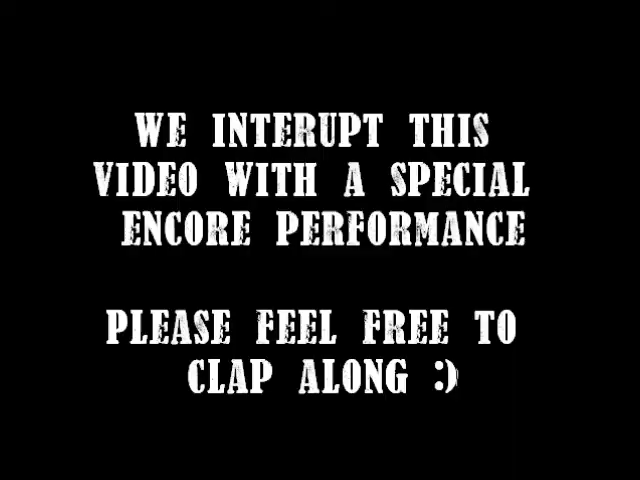 WE INTERUPT THIS
VIDEO WITH A SPECIAL
ENCORE PERFORMANCE
PLEASE FEEL FREE TO
CLAP ALONG :)